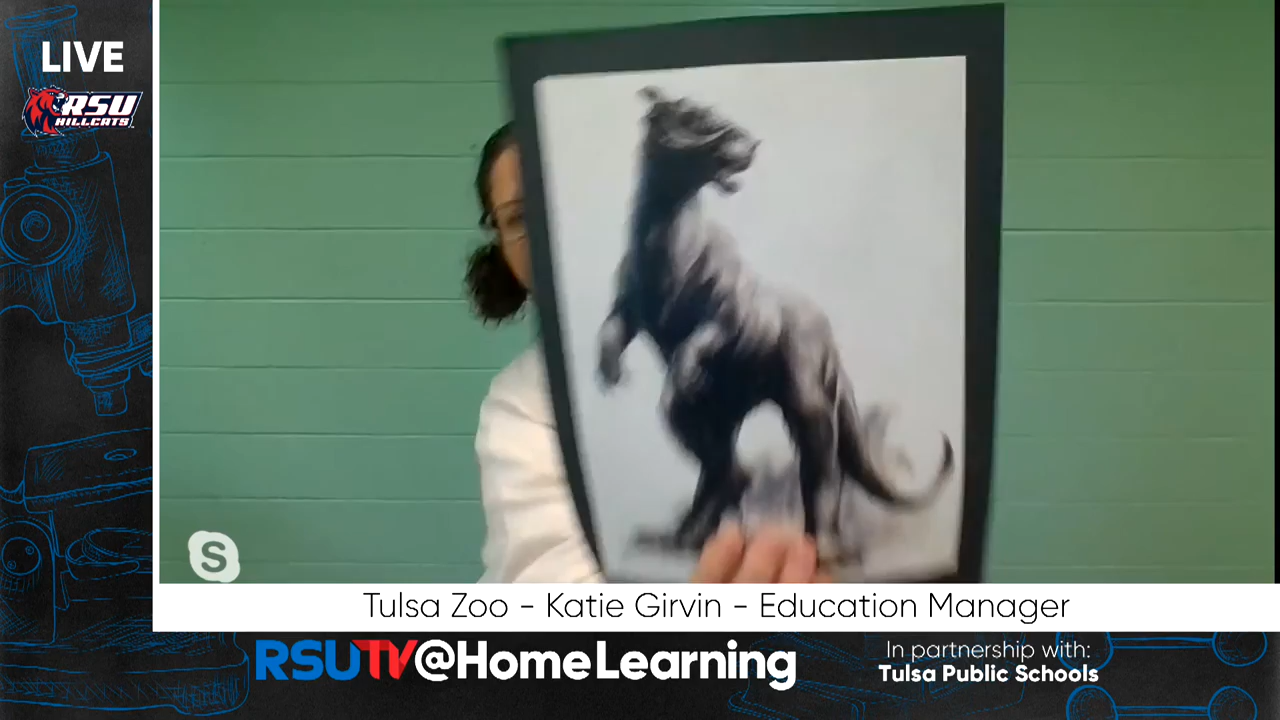 LIVE
RSU
HILLCATS
S
Tulsa Zoo - Katie Girvin - Education Manager
RSUTV@HomeLearning
In partnership with:
Tulsa Public Schools